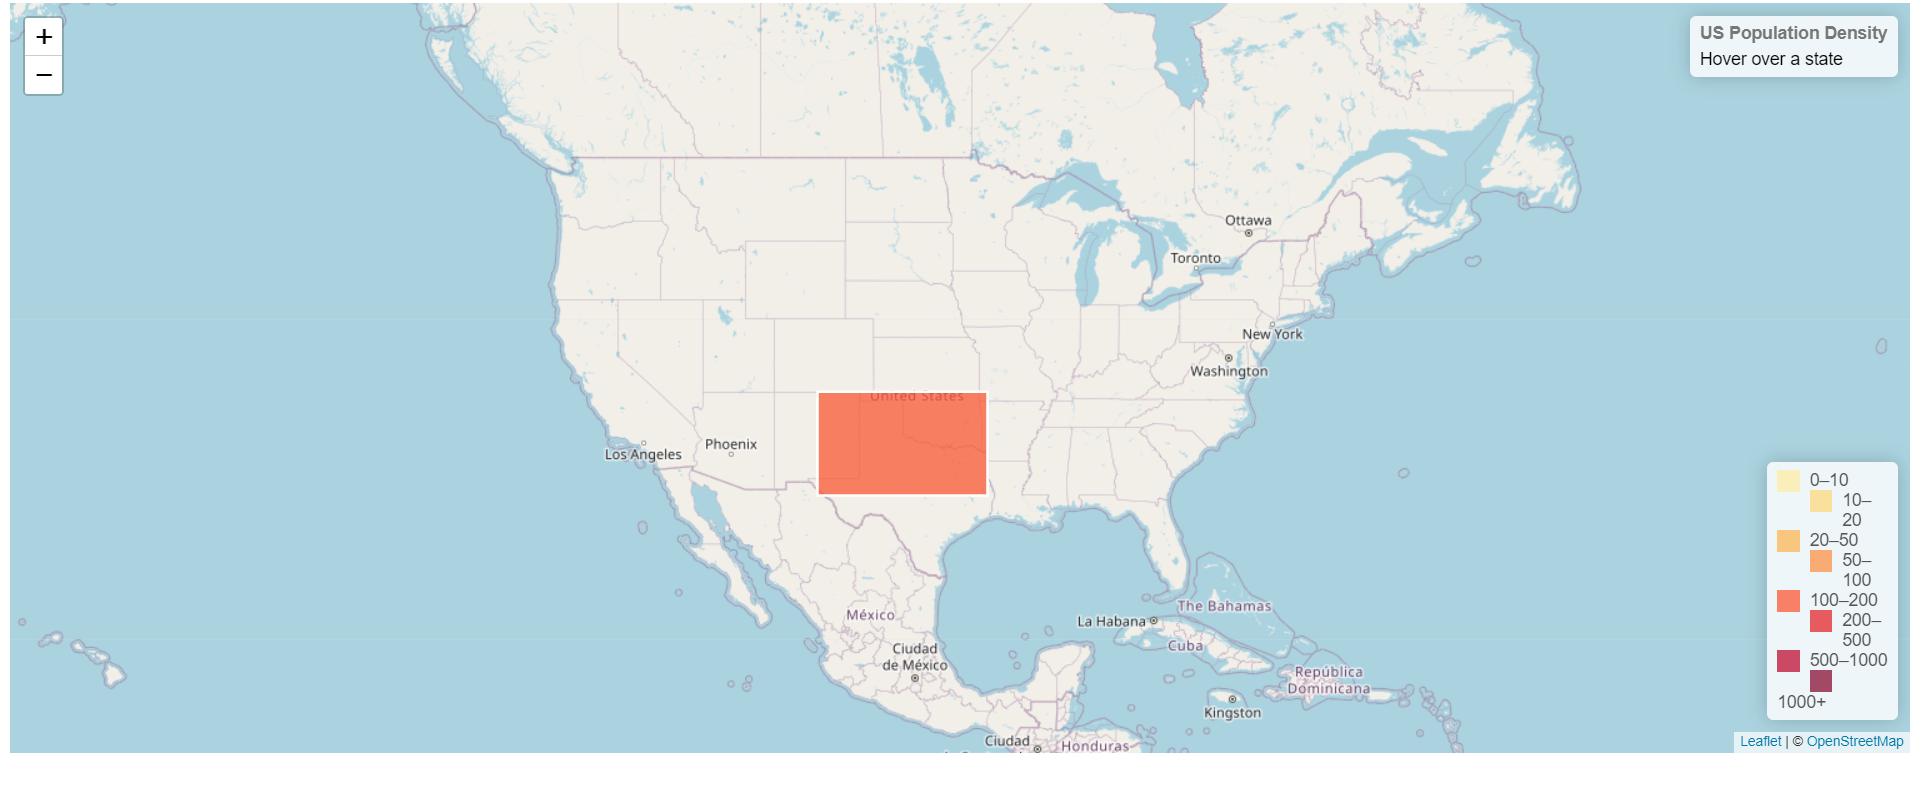 +
−
US Population Density
Hover over a state
Ottawa
Toronto
New York
Washington
United States
Phoenix
Los Angeles
México
Ciudad
de México
The Bahamas
La Habana
Cuba
República
Dominicana
Kingston
Ciudad
Honduras
0–10
10–
20
20–50
50–
100
100–200
200–
500
500–1000
1000+
Leaflet | © OpenStreetMap